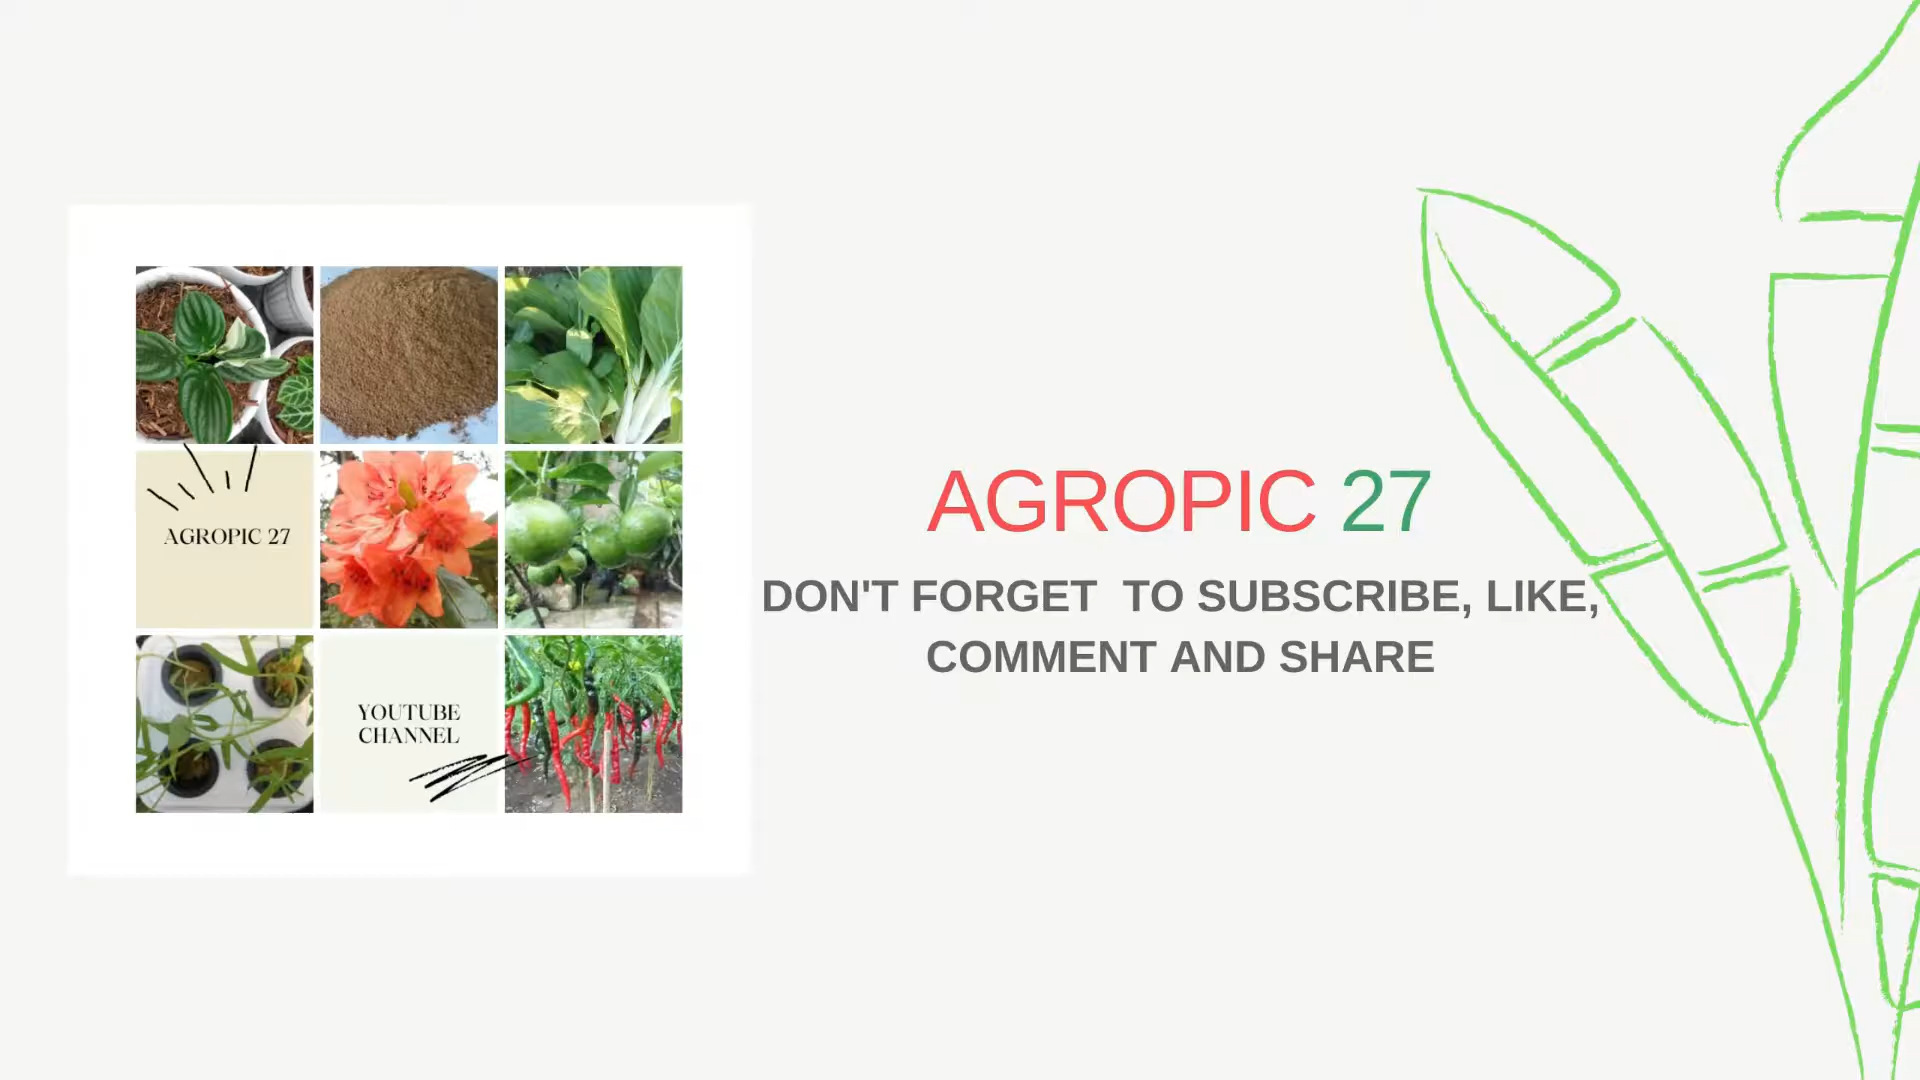 AGROPIC 27
YOUTUBE
CHANNEL
AGROPIC 27
DON'T FORGET  TO SUBSCRIBE, LIKE,
COMMENT AND SHARE